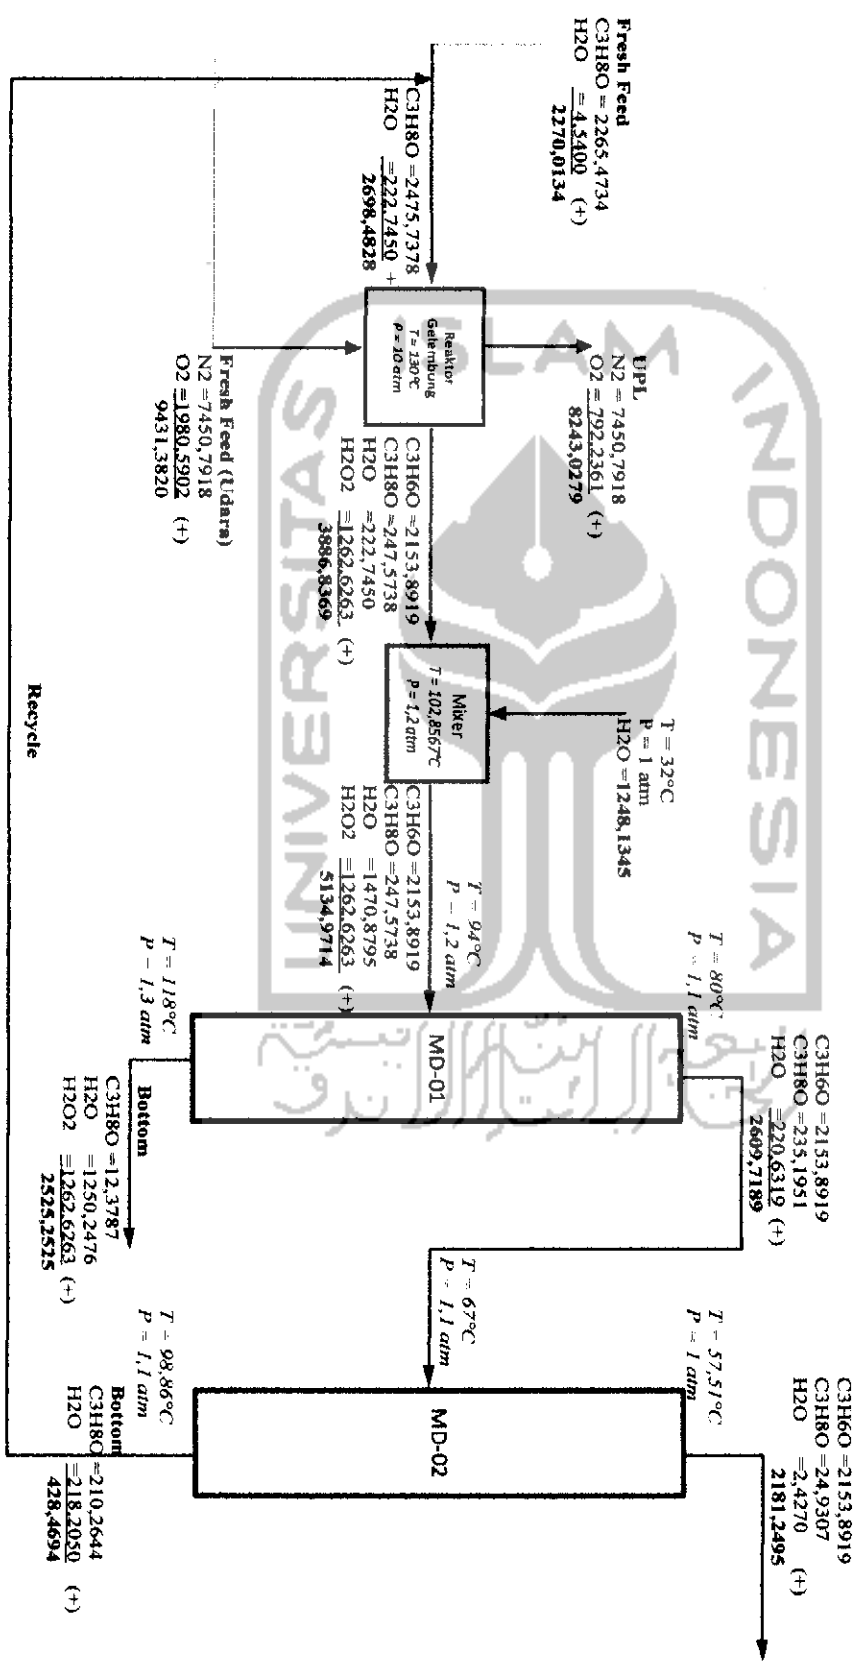 Fresh Feed
C3H8O = 2265,4734
H2O = 4,5400 (+)
2270,0134
C3H8O =2475,7378
H2O =222,7450 +
2698,4828
Reaktor
Gelembung
T = 130°C
P = 10 atm
UPL
N2 = 7450,7918
O2 = 792,2361 (+)
8243,0279
Fresh Feed (Udara)
N2 =7450,7918
O2 =1980,5902 (+)
9431,3820
C3H6O =2153,8919
C3H8O =247,5738
H2O =222,7450
H2O2 =1262,6263 (+)
3886,8369
Mixer
T = 102,8567°C
P = 1,2 atm
T = 32°C
P = 1 atm
H2O =1248,1345
C3H6O =2153,8919
C3H8O =247,5738
H2O =1470,8795
H2O2 =1262,6263 (+)
5134,9714
T = 94°C
P = 1,2 atm
MD-01
T = 80°C
P = 1,1 atm
C3H6O =2153,8919
C3H8O =235,1951
H2O =220,6319 (+)
2609,7189
T = 118°C
P = 1,3 atm
Bottom
C3H8O =12,3787
H2O =1250,2476
H2O2 =1262,6263 (+)
2525,2525
T = 67°C
P = 1,1 atm
MD-02
T = 57,51°C
P = 1 atm
C3H6O =2153,8919
C3H8O =24,9307
H2O =2,4270 (+)
2181,2495
T = 98,86°C
P = 1,1 atm
Bottom
C3H8O =210,2644
H2O =218,2050 (+)
428,4694
Recycle
UNIVERSITAS
ISLAM
INDONESIA